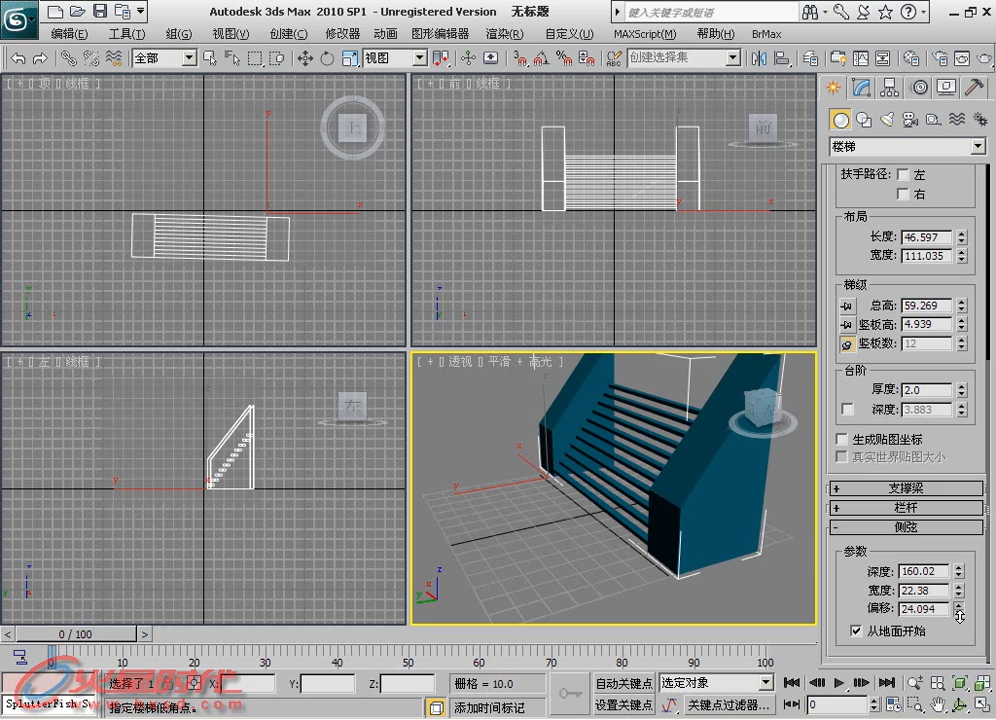 Autodesk 3ds Max 2010 SP1 - Unregistered Version 无标题
键入关键字或短语
编辑(E) 工具(T) 组(G) 视图(V) 创建(C) 修改器 动画 图形编辑器 渲染(R) 自定义(U) MAXScript(M) 帮助(H) BrMax
全部 视图 创建选择集
[ + ][ 顶 ][ 线框 ]
[ + ][ 前 ][ 线框 ]
上
前
y
x
z
楼梯
扶手路径: 左
右
布局
长度: 46.597
宽度: 111.035
梯级
总高: 59.269
竖板高: 4.939
竖板数: 12
[ + ][ 左 ][ 线框 ]
[ + ][ 透视 ][ 平滑 + 高光 ]
左
台阶
厚度: 2.0
深度: 3.883
生成贴图坐标
真实世界贴图大小
+ 支撑梁
+ 栏杆
- 侧弦
参数
深度: 160.02
宽度: 22.38
偏移: 24.094
从地面开始
< 0 / 100 >
0 10 20 30 40 50 60 70 80 90 100
火星时代
选择了 1 X: Y: Z: 栅格 = 10.0 自动关键点 选定对象
SplutterFish S 指定楼梯低角点。 添加时间标记 设置关键点 关键点过滤器... 0